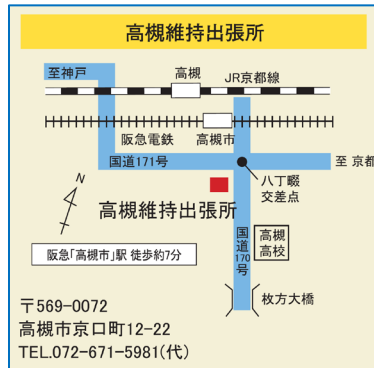 高槻維持出張所
至神戸
高槻
JR京都線
阪急電鉄
高槻市
国道171号
至 京都
八丁畷
交差点
N
高槻維持出張所
国道170号
高槻
高校
阪急「高槻市」駅 徒歩約7分
枚方大橋
〒569-0072
高槻市京口町12-22
TEL.072-671-5981(代)